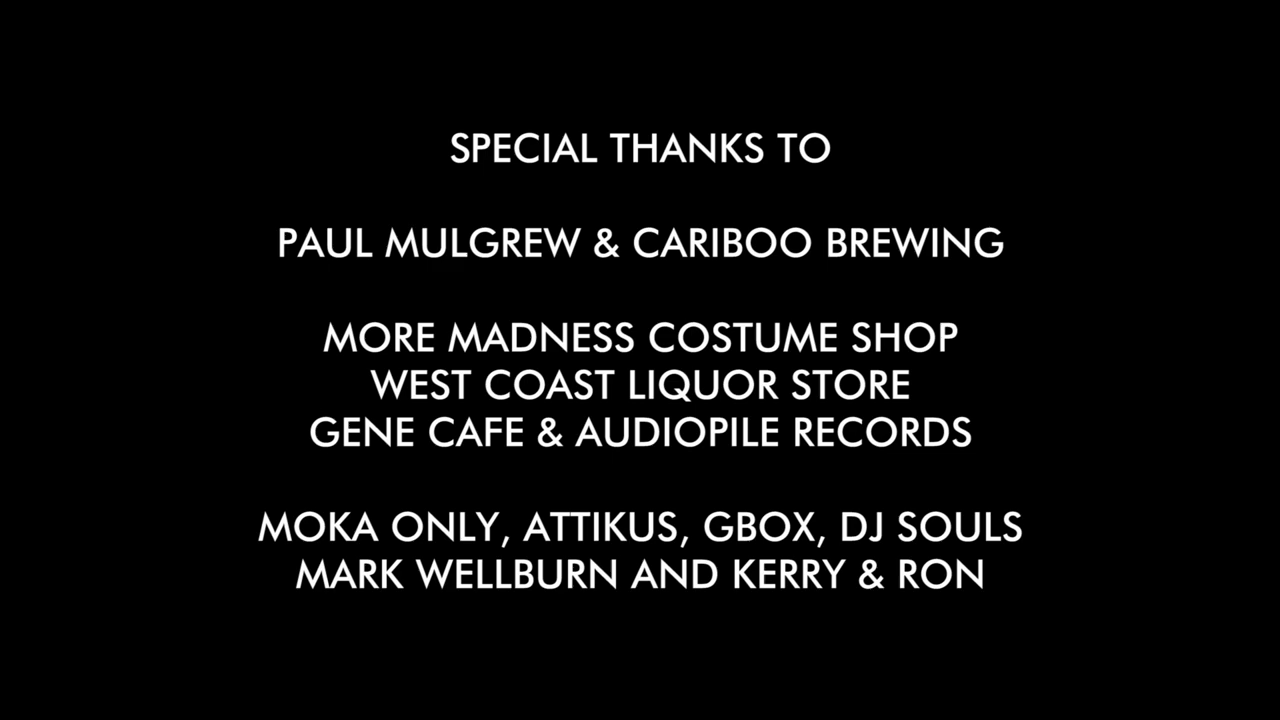 SPECIAL THANKS TO
PAUL MULGREW & CARIBOO BREWING
MORE MADNESS COSTUME SHOP
WEST COAST LIQUOR STORE
GENE CAFE & AUDIOPILE RECORDS
MOKA ONLY, ATTIKUS, GBOX, DJ SOULS
MARK WELLBURN AND KERRY & RON